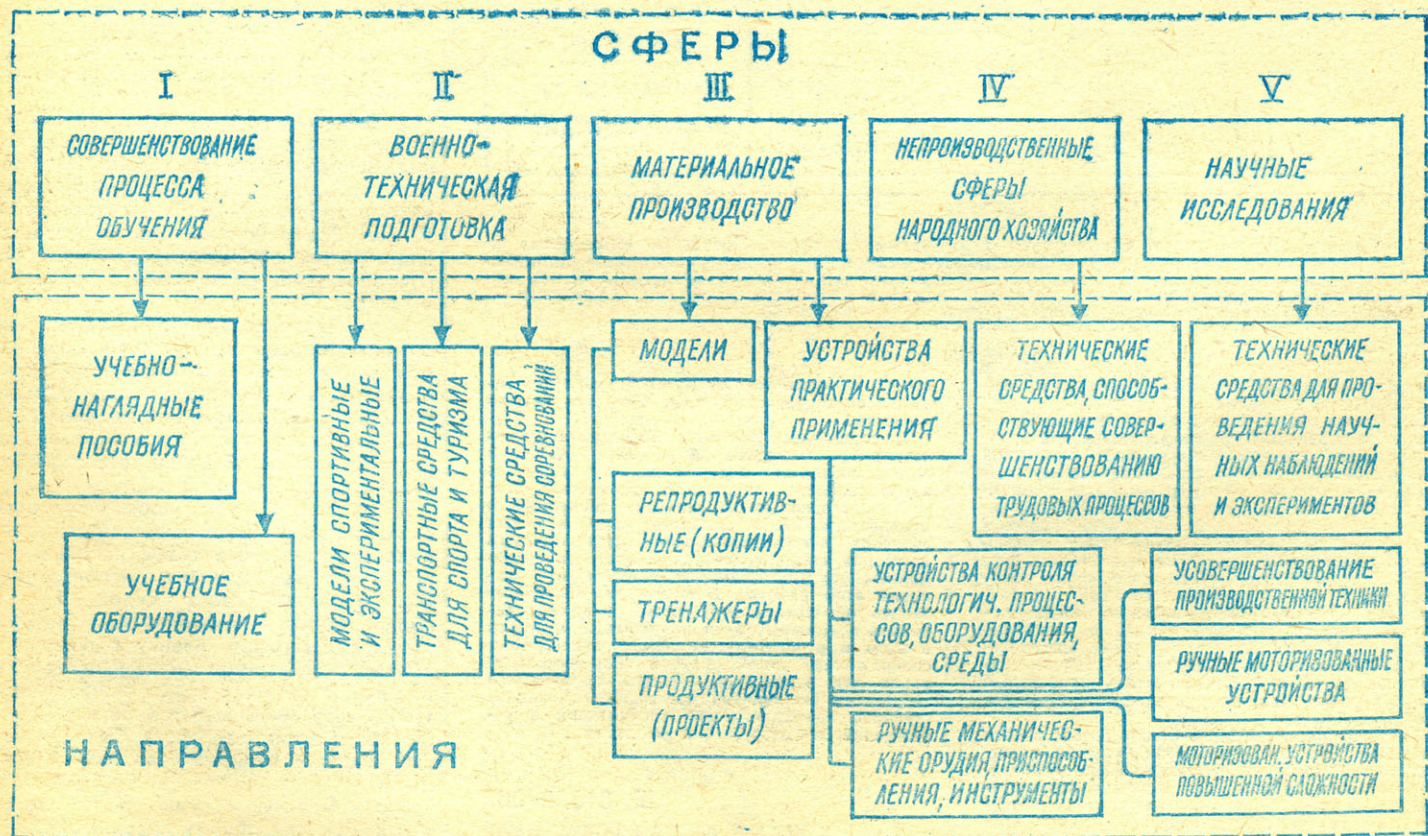 СФЕРЫ
I
II
III
IV
V
СОВЕРШЕНСТВОВАНИЕ
ПРОЦЕССА
ОБУЧЕНИЯ
ВОЕННО-
ТЕХНИЧЕСКАЯ
ПОДГОТОВКА
МАТЕРИАЛЬНОЕ
ПРОИЗВОДСТВО
НЕПРОИЗВОДСТВЕННЫЕ
СФЕРЫ
НАРОДНОГО ХОЗЯЙСТВА
НАУЧНЫЕ
ИССЛЕДОВАНИЯ
УЧЕБНО-
НАГЛЯДНЫЕ
ПОСОБИЯ
УЧЕБНОЕ
ОБОРУДОВАНИЕ
МОДЕЛИ СПОРТИВНЫЕ
И ЭКСПЕРИМЕНТАЛЬНЫЕ
ТРАНСПОРТНЫЕ СРЕДСТВА
ДЛЯ СПОРТА И ТУРИЗМА
ТЕХНИЧЕСКИЕ СРЕДСТВА
ДЛЯ ПРОВЕДЕНИЯ СОРЕВНОВАНИЙ
МОДЕЛИ
РЕПРОДУКТИВ-
НЫЕ (КОПИИ)
ТРЕНАЖЕРЫ
ПРОДУКТИВНЫЕ
(ПРОЕКТЫ)
УСТРОЙСТВА
ПРАКТИЧЕСКОГО
ПРИМЕНЕНИЯ
ТЕХНИЧЕСКИЕ
СРЕДСТВА, СПОСОБ-
СТВУЮЩИЕ СОВЕР-
ШЕНСТВОВАНИЮ
ТРУДОВЫХ ПРОЦЕССОВ
ТЕХНИЧЕСКИЕ
СРЕДСТВА ДЛЯ ПРО-
ВЕДЕНИЯ НАУЧ-
НЫХ НАБЛЮДЕНИЙ
И ЭКСПЕРИМЕНТОВ
УСТРОЙСТВА КОНТРОЛЯ
ТЕХНОЛОГИЧ. ПРОЦЕС-
СОВ, ОБОРУДОВАНИЯ,
СРЕДЫ
РУЧНЫЕ МЕХАНИЧЕС-
КИЕ ОРУДИЯ, ПРИСПОСОБ-
ЛЕНИЯ, ИНСТРУМЕНТЫ
УСОВЕРШЕНСТВОВАНИЕ
ПРОИЗВОДСТВЕННОЙ ТЕХНИКИ
РУЧНЫЕ МОТОРИЗОВАННЫЕ
УСТРОЙСТВА
МОТОРИЗОВАН. УСТРОЙСТВА
ПОВЫШЕННОЙ СЛОЖНОСТИ
НАПРАВЛЕНИЯ